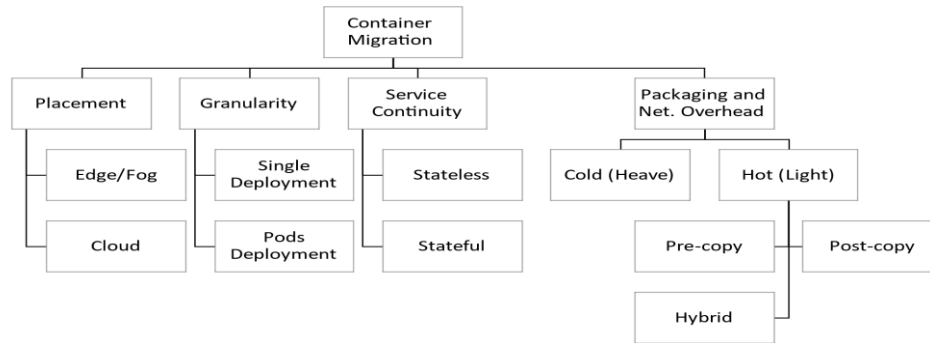 Container
Migration
Placement
Granularity
Service
Continuity
Packaging and
Net. Overhead
Edge/Fog
Single
Deployment
Stateless
Cold (Heave)
Hot (Light)
Cloud
Pods
Deployment
Stateful
Pre-copy
Post-copy
Hybrid